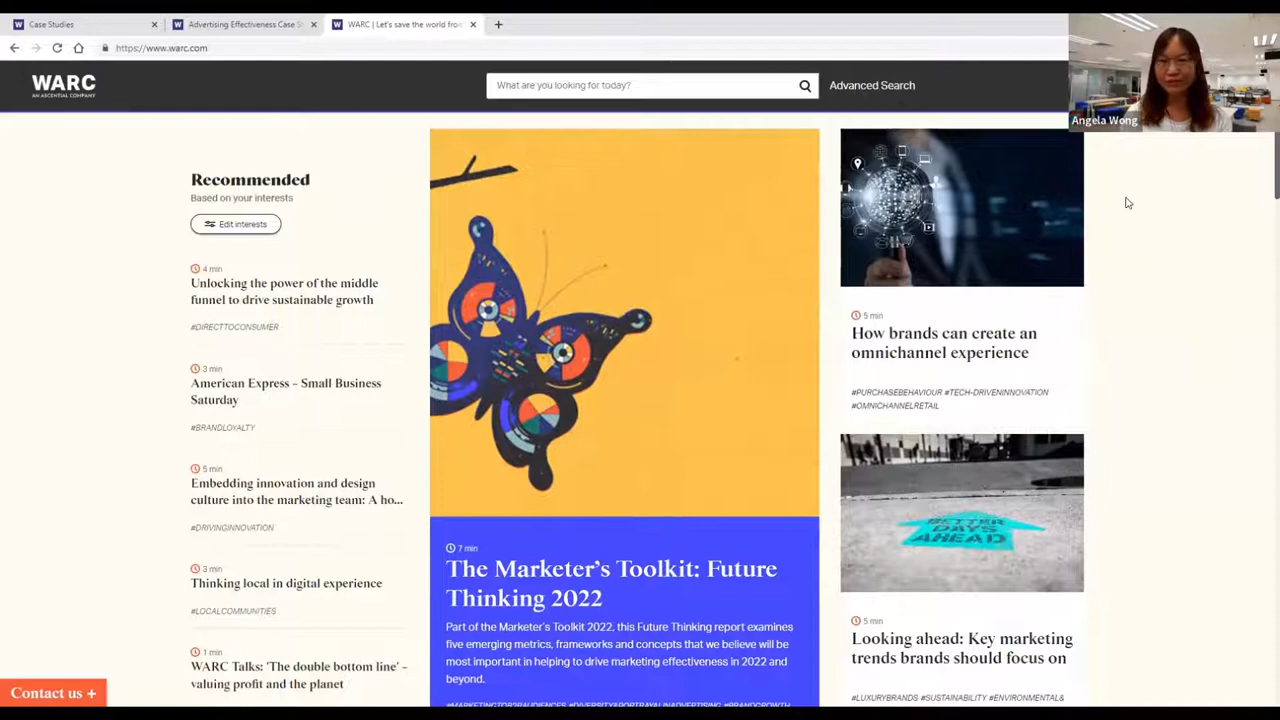 Case Studies
Advertising Effectiveness Case
WARC | Let's save the world from
https://www.warc.com
WARC
AN ASCENTIAL COMPANY
What are you looking for today?
Advanced Search
Angela Wong
Recommended
Based on your interests
Edit interests
4 min
Unlocking the power of the middle
funnel to drive sustainable growth
#DIRECTTOCONSUMER
3 min
American Express – Small Business
Saturday
#BRANDLOYALTY
5 min
Embedding innovation and design
culture into the marketing team: A ho...
#DRIVINGINNOVATION
3 min
Thinking local in digital experience
#LOCALCOMMUNITIES
1 min
WARC Talks: 'The double bottom line' –
valuing profit and the planet
Contact us +
7 min
The Marketer's Toolkit: Future
Thinking 2022
Part of the Marketer's Toolkit 2022, this Future Thinking report examines
five emerging metrics, frameworks and concepts that we believe will be
most important in helping to drive marketing effectiveness in 2022 and
beyond.
#MARKETINGTOB2BAUDIENCES #DIVERSITY&PORTRAYALINADVERTISING #BRANDGROWTH
5 min
How brands can create an
omnichannel experience
#PURCHASEBEHAVIOUR #TECH-DRIVENINNOVATION
#OMNICHANNELRETAIL
BETTER
DAYS
AHEAD
5 min
Looking ahead: Key marketing
trends brands should focus on
#LUXURYBRANDS #SUSTAINABILITY #ENVIRONMENTAL&